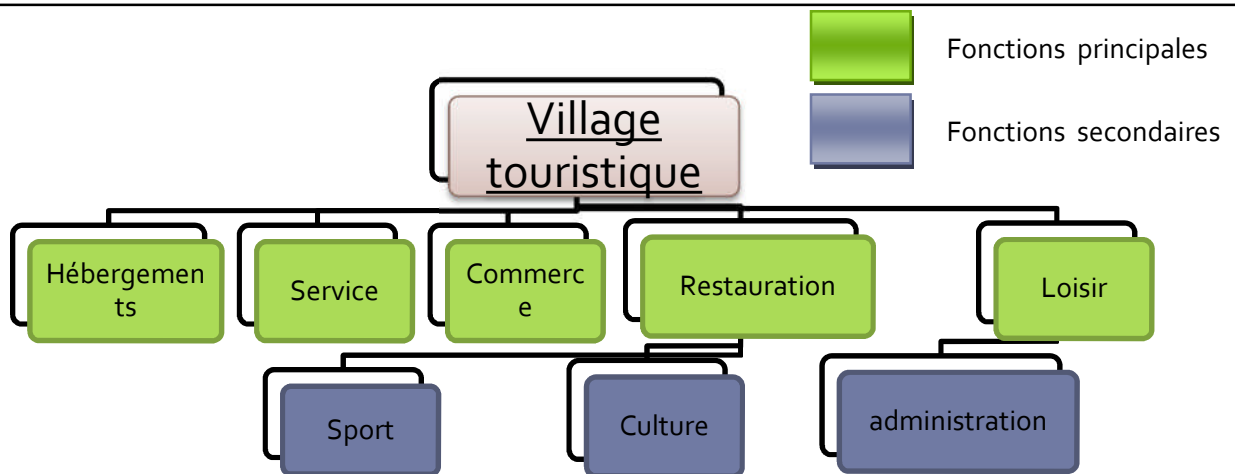 Fonctions principales
Village
touristique
Fonctions secondaires
Hébergemen
ts
Service
Commerc
e
Restauration
Loisir
Sport
Culture
administration